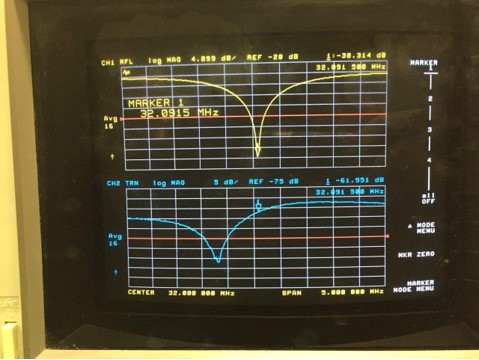 CH1 RFL log MAG 4.099 dB/ REF -20 dB 1:-38.314 dB
32.091 500 MHz
MARKER 1
32.0915 MHz
Avg
16
CH2 TRN log MAG 5 dB/ REF -75 dB 1 -61.951 dB
32.091 500 MHz
Avg
16
CENTER 32.000 000 MHz SPAN 5.000 000 MHz
MARKER
1
2
3
4
all
OFF
▲ MODE
MENU
MKR ZERO
MARKER
MODE MENU